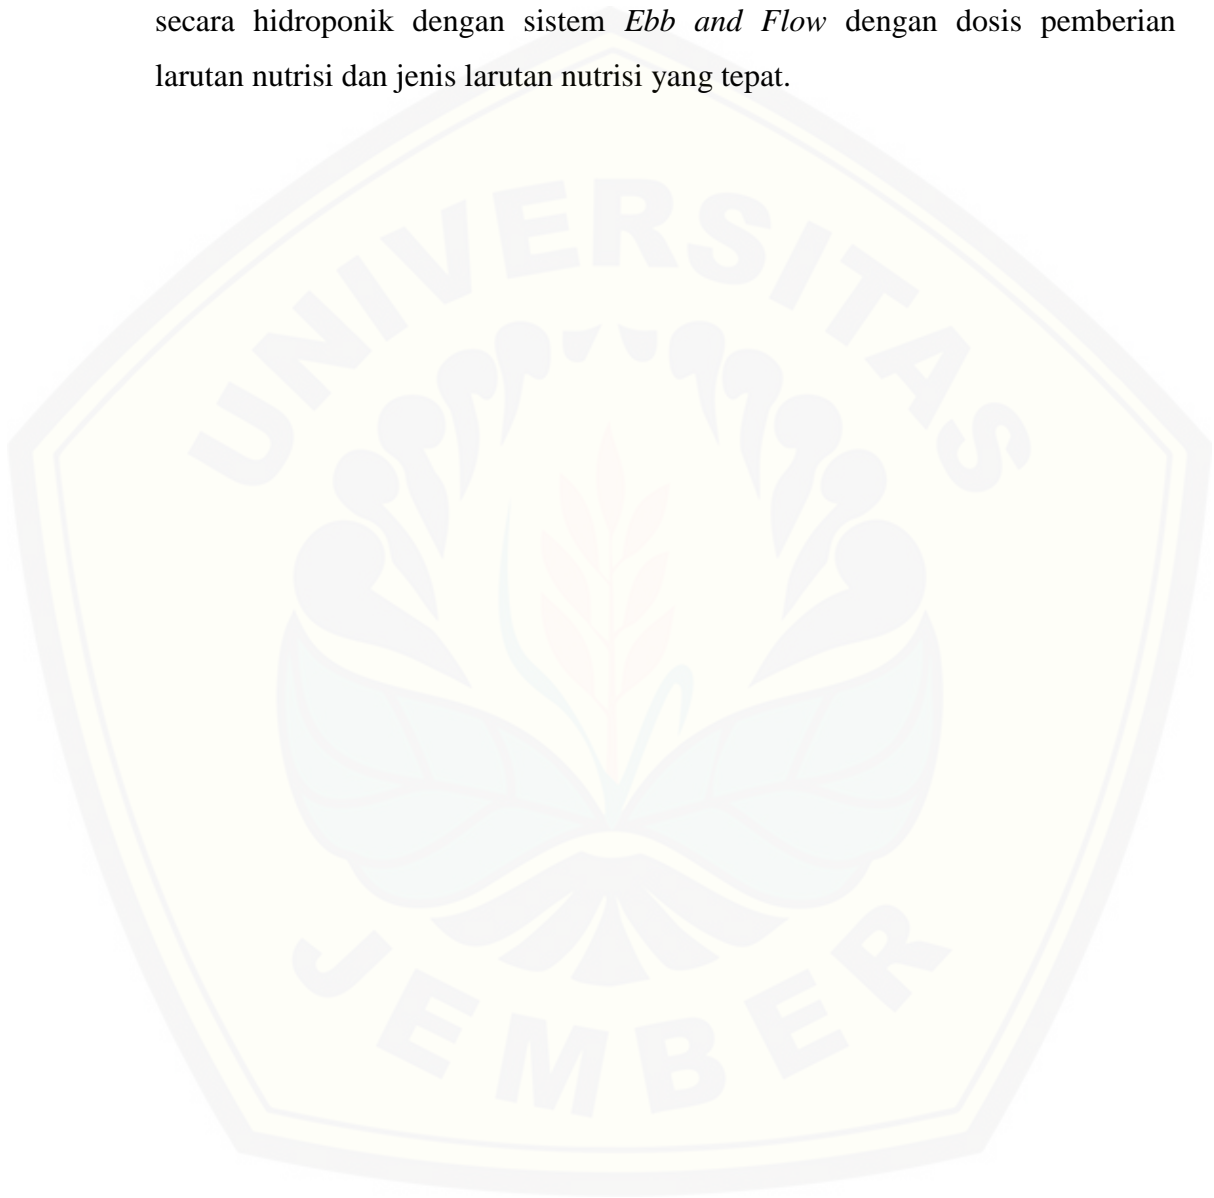 secara hidroponik dengan sistem Ebb and Flow dengan dosis pemberian
larutan nutrisi dan jenis larutan nutrisi yang tepat.
UNIVERSITAS
JEMBER